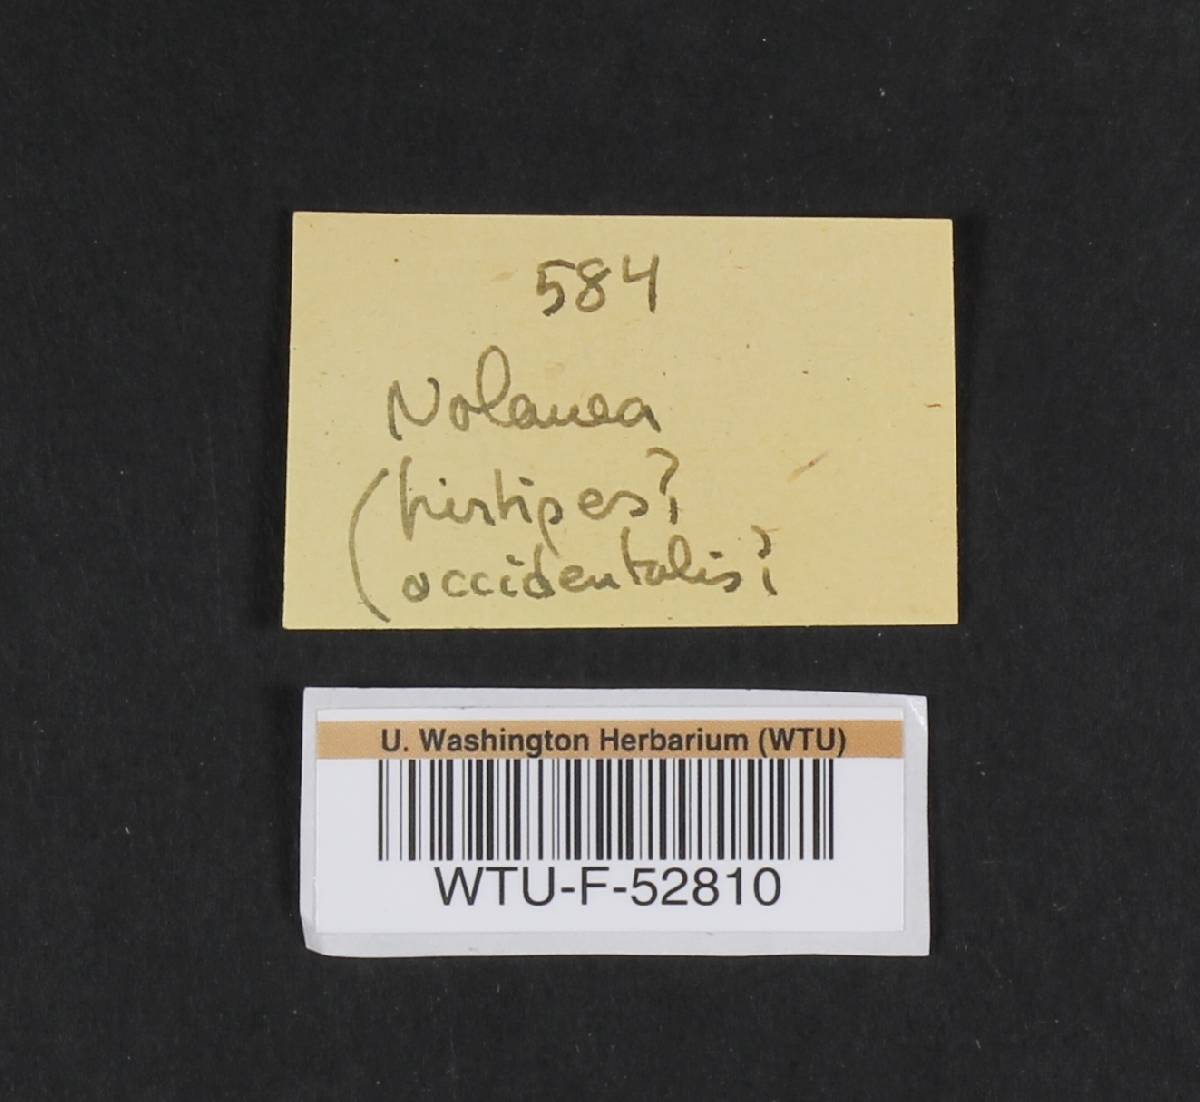 584
Nolanea
(hirtipes?
occidentalis?
U. Washington Herbarium (WTU)
WTU-F-52810